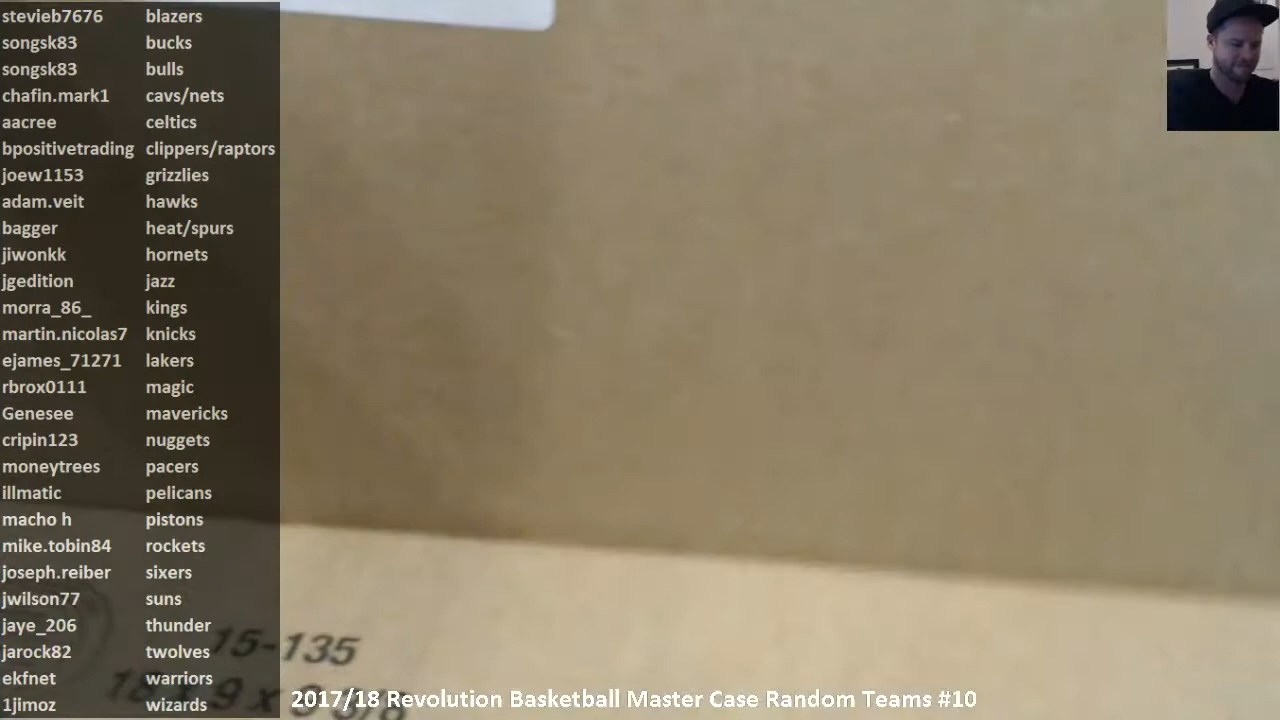 stevieb7676 blazers
songsk83 bucks
songsk83 bulls
chafin.mark1 cavs/nets
aacree celtics
bpositivetrading clippers/raptors
joew1153 grizzlies
adam.veit hawks
bagger heat/spurs
jiwonkk hornets
jgedition jazz
morra_86_ kings
martin.nicolas7 knicks
ejames_71271 lakers
rbrox0111 magic
Genesee mavericks
cripin123 nuggets
moneytrees pacers
illmatic pelicans
macho h pistons
mike.tobin84 rockets
joseph.reiber sixers
jwilson77 suns
jaye_206 thunder
jarock82 twolves
ekfnet warriors
1jimoz wizards
15-135
2017/18 Revolution Basketball Master Case Random Teams #10